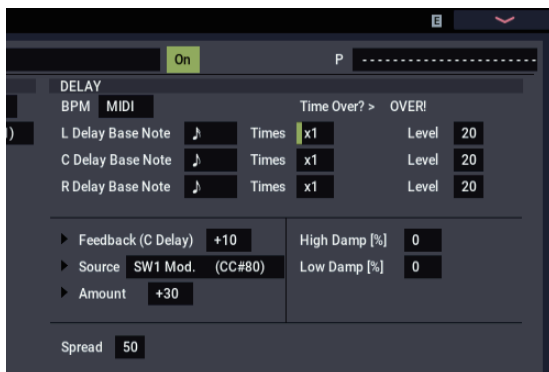 E
On P ------------------------
DELAY
BPM MIDI Time Over? > OVER!
L Delay Base Note ♪ Times x1 Level 20
C Delay Base Note ♪ Times x1 Level 20
R Delay Base Note ♪ Times x1 Level 20
Feedback (C Delay) +10 High Damp [%] 0
Source SW1 Mod. (CC#80) Low Damp [%] 0
Amount +30
Spread 50